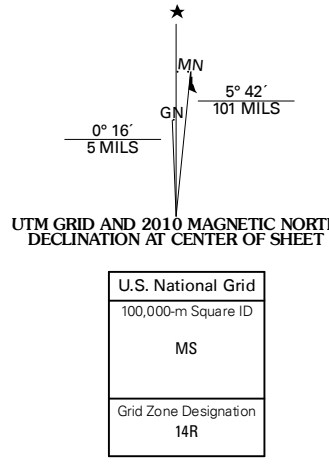 ★
MN
GN
5° 42´
101 MILS
0° 16´
5 MILS
UTM GRID AND 2010 MAGNETIC NORTH
DECLINATION AT CENTER OF SHEET
U.S. National Grid
100,000-m Square ID
MS
Grid Zone Designation
14R